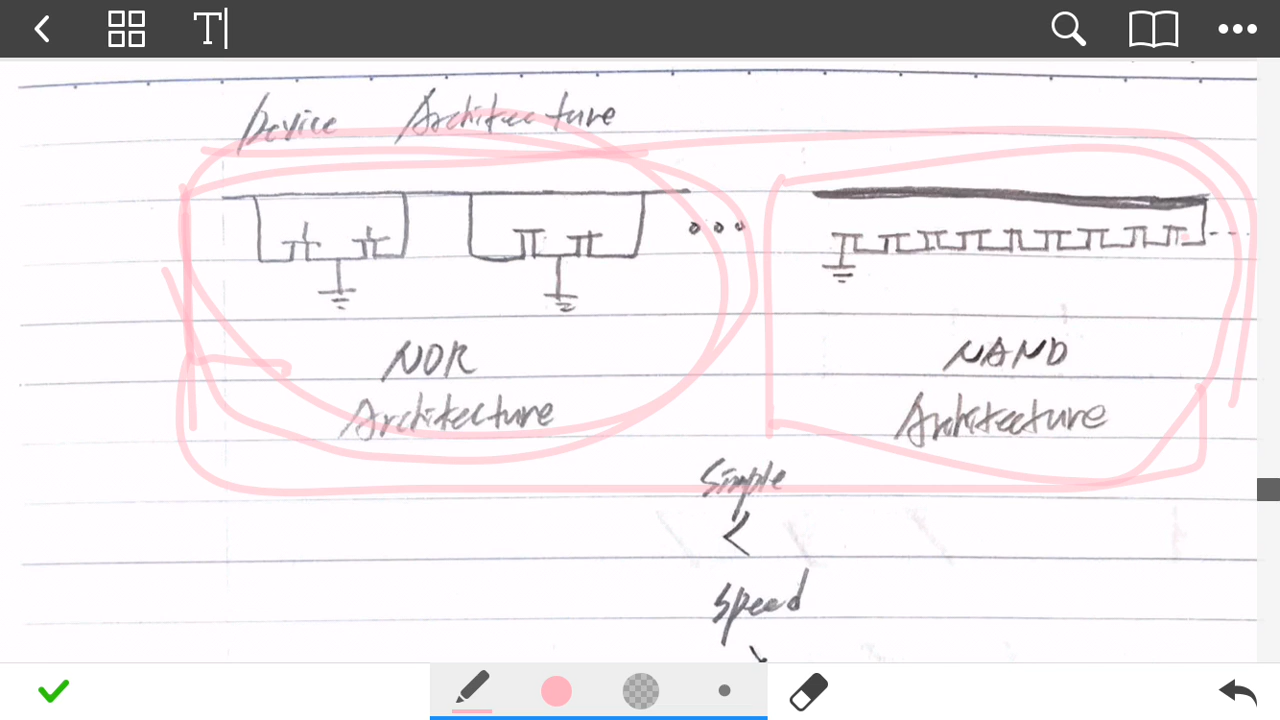 Device Architecture
NOR
Architecture
NAND
Architecture
Simple
<
Speed